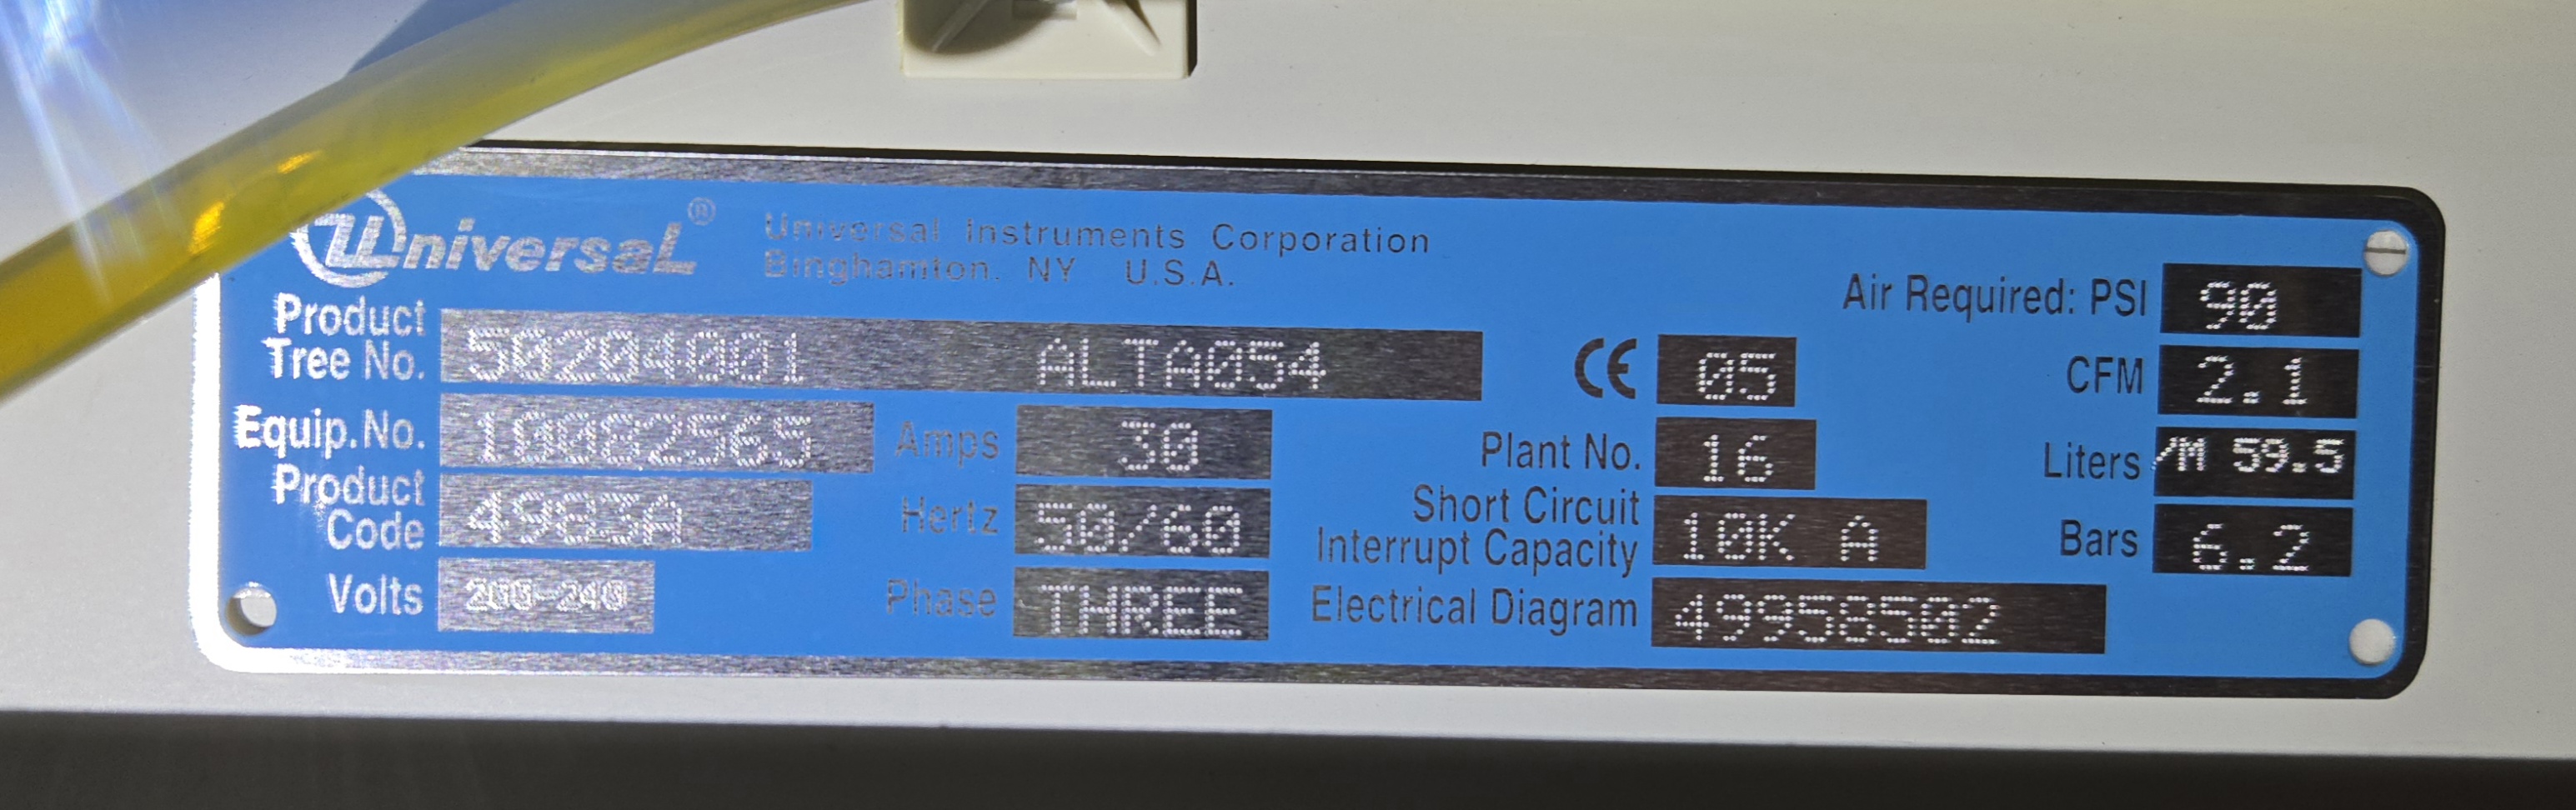 Universal® Universal Instruments Corporation
Binghamton, NY U.S.A.
Product Tree No. 50204001 ALTA054
Equip.No. 10082565
Product Code 4983A
Volts 200-240
Amps 30
Hertz 50/60
Phase THREE
CE 05
Plant No. 16
Short Circuit
Interrupt Capacity 10K A
Electrical Diagram 49958502
Air Required: PSI 90
CFM 2.1
Liters /M 59.5
Bars 6.2